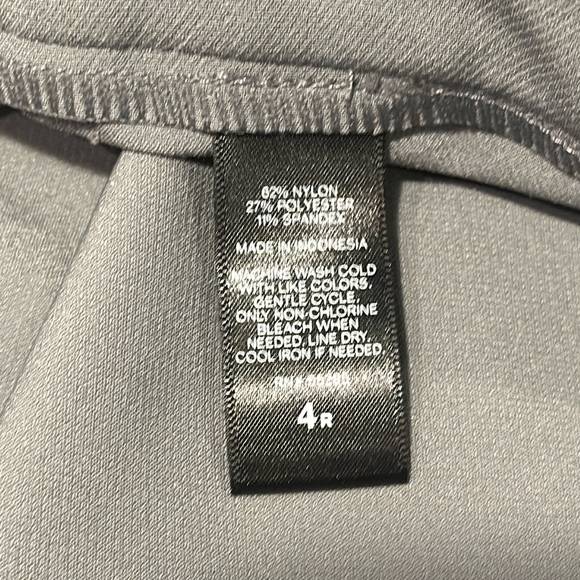 62% NYLON
27% POLYESTER
11% SPANDEX
MADE IN INDONESIA
MACHINE WASH COLD
WITH LIKE COLORS.
GENTLE CYCLE.
ONLY NON-CHLORINE
BLEACH WHEN
NEEDED. LINE DRY.
COOL IRON IF NEEDED.
RN#
4R